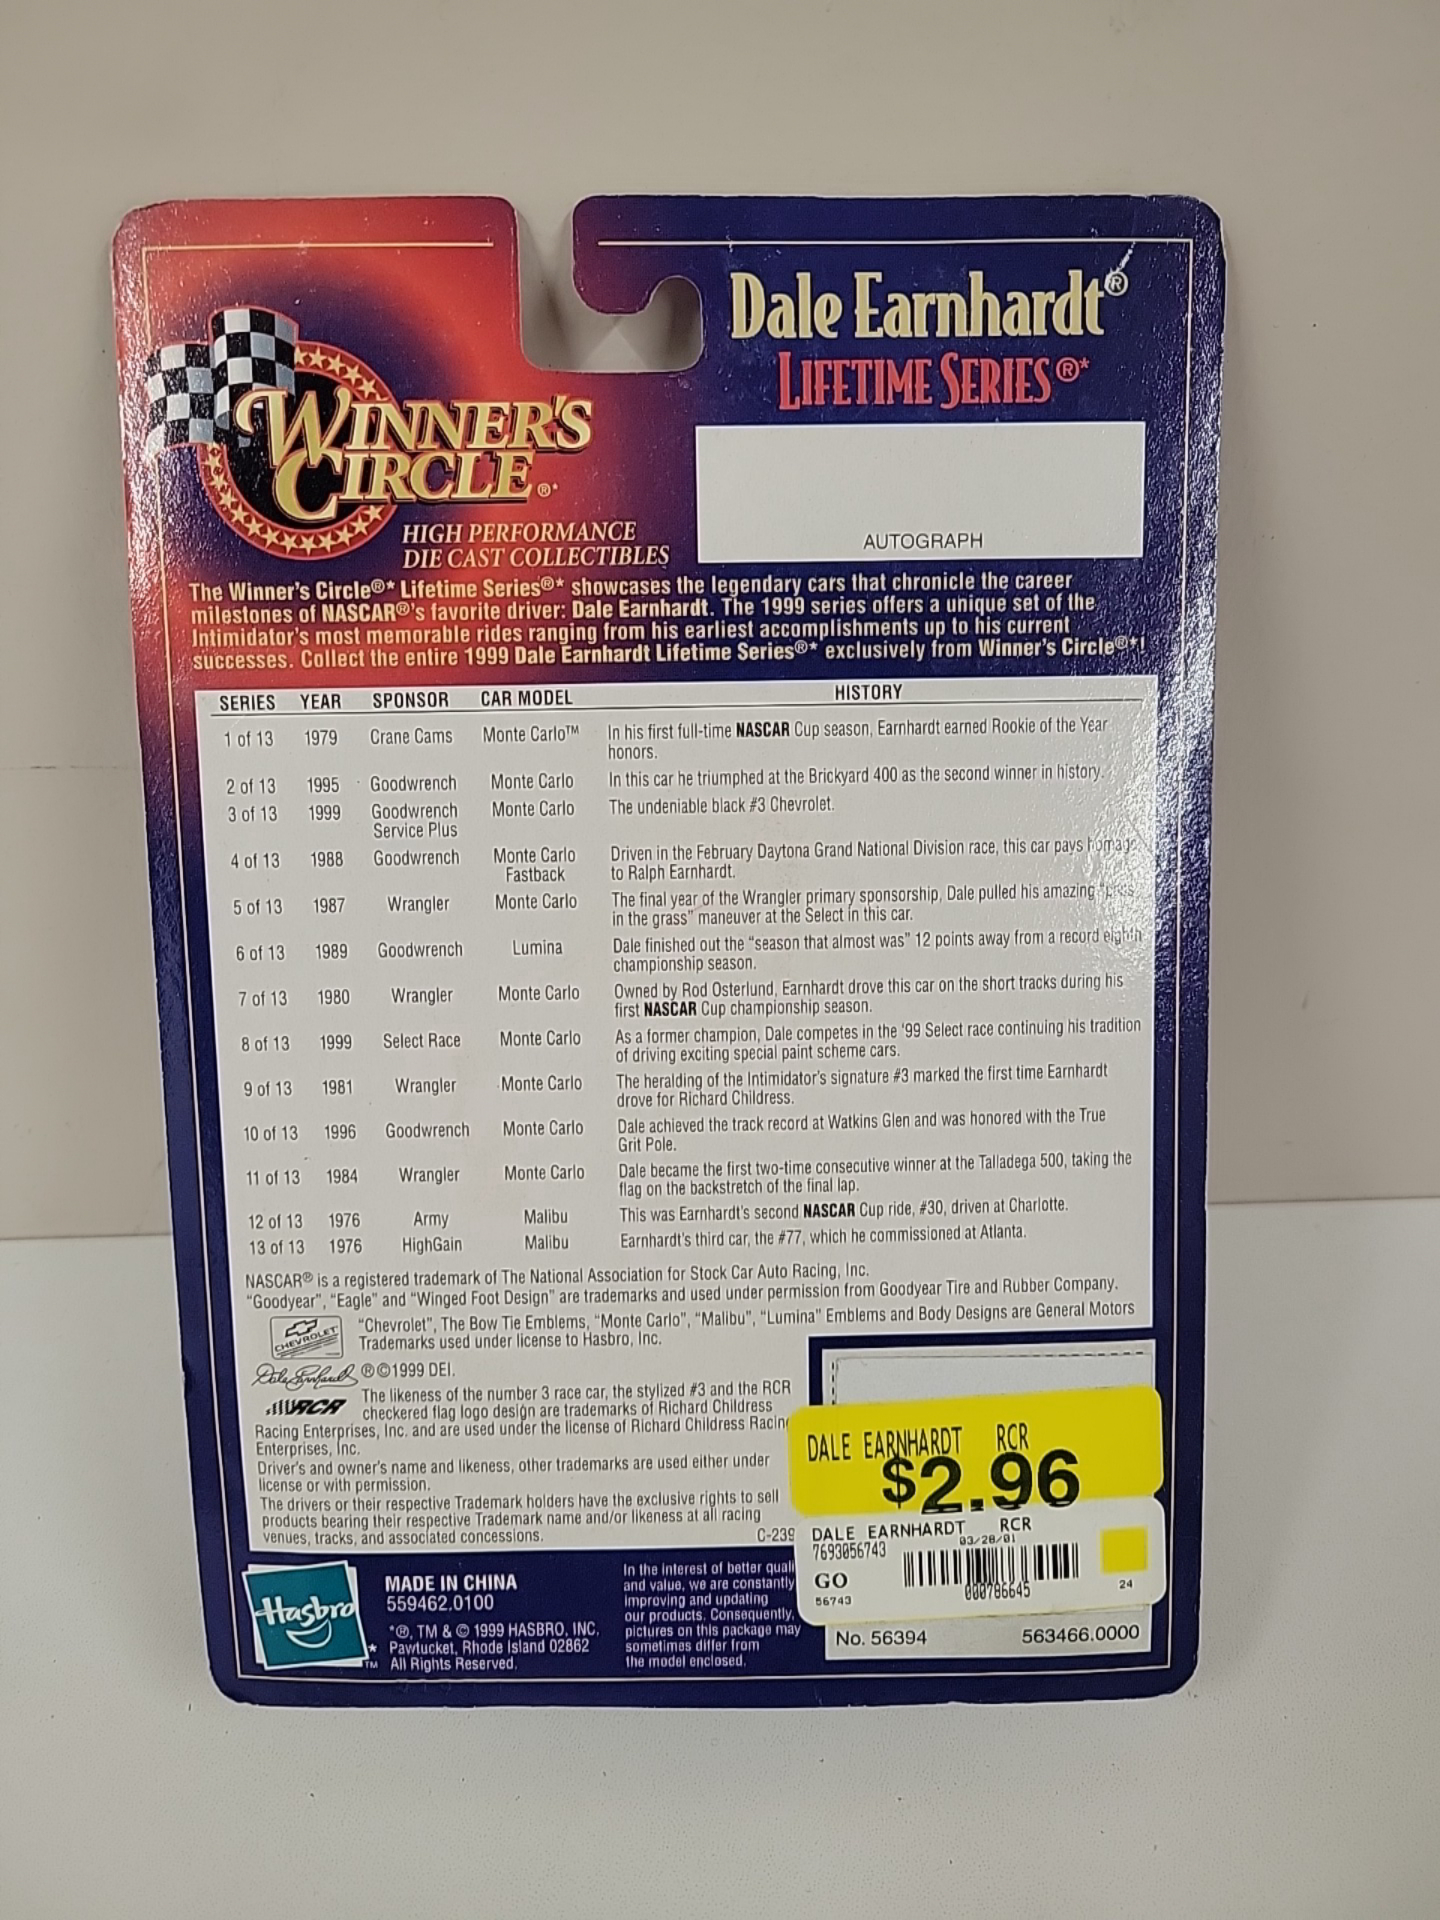 Dale Earnhardt®
LIFETIME SERIES®*
WINNER'S
CIRCLE®*
HIGH PERFORMANCE
DIE CAST COLLECTIBLES
AUTOGRAPH
The Winner's Circle®* Lifetime Series®* showcases the legendary cars that chronicle the career
milestones of NASCAR®'s favorite driver: Dale Earnhardt. The 1999 series offers a unique set of the
Intimidator's most memorable rides ranging from his earliest accomplishments up to his current
successes. Collect the entire 1999 Dale Earnhardt Lifetime Series®* exclusively from Winner's Circle®*!
SERIES YEAR SPONSOR CAR MODEL HISTORY
1 of 13 1979 Crane Cams Monte Carlo™ In his first full-time NASCAR Cup season, Earnhardt earned Rookie of the Year
honors.
2 of 13 1995 Goodwrench Monte Carlo In this car he triumphed at the Brickyard 400 as the second winner in history.
3 of 13 1999 Goodwrench Monte Carlo The undeniable black #3 Chevrolet.
Service Plus
4 of 13 1988 Goodwrench Monte Carlo Driven in the February Daytona Grand National Division race, this car pays homage
Fastback to Ralph Earnhardt.
5 of 13 1987 Wrangler Monte Carlo The final year of the Wrangler primary sponsorship, Dale pulled his amazing "pass
in the grass" maneuver at the Select in this car.
6 of 13 1989 Goodwrench Lumina Dale finished out the "season that almost was" 12 points away from a record eighth
championship season.
7 of 13 1980 Wrangler Monte Carlo Owned by Rod Osterlund, Earnhardt drove this car on the short tracks during his
first NASCAR Cup championship season.
8 of 13 1999 Select Race Monte Carlo As a former champion, Dale competes in the '99 Select race continuing his tradition
of driving exciting special paint scheme cars.
9 of 13 1981 Wrangler Monte Carlo The heralding of the Intimidator's signature #3 marked the first time Earnhardt
drove for Richard Childress.
10 of 13 1996 Goodwrench Monte Carlo Dale achieved the track record at Watkins Glen and was honored with the True
Grit Pole.
11 of 13 1984 Wrangler Monte Carlo Dale became the first two-time consecutive winner at the Talladega 500, taking the
flag on the backstretch of the final lap.
12 of 13 1976 Army Malibu This was Earnhardt's second NASCAR Cup ride, #30, driven at Charlotte.
13 of 13 1976 HighGain Malibu Earnhardt's third car, the #77, which he commissioned at Atlanta.
NASCAR® is a registered trademark of The National Association for Stock Car Auto Racing, Inc.
"Goodyear", "Eagle" and "Winged Foot Design" are trademarks and used under permission from Goodyear Tire and Rubber Company.
CHEVROLET "Chevrolet", The Bow Tie Emblems, "Monte Carlo", "Malibu", "Lumina" Emblems and Body Designs are General Motors
Trademarks used under license to Hasbro, Inc.
Dale Earnhardt ®©1999 DEI.
RCR The likeness of the number 3 race car, the stylized #3 and the RCR
checkered flag logo design are trademarks of Richard Childress
Racing Enterprises, Inc. and are used under the license of Richard Childress Racing
Enterprises, Inc.
Driver's and owner's name and likeness, other trademarks are used either under
license or with permission.
The drivers or their respective Trademark holders have the exclusive rights to sell
products bearing their respective Trademark name and/or likeness at all racing
venues, tracks, and associated concessions. C-239
DALE EARNHARDT RCR
$2.96
DALE EARNHARDT RCR
7693056743 03/28/01
GO
56743 000786645 24
Hasbro
*
TM
MADE IN CHINA
559462.0100
*®, TM & © 1999 HASBRO, INC.
Pawtucket, Rhode Island 02862
All Rights Reserved.
In the interest of better quali
and value, we are constantly
improving and updating
our products. Consequently,
pictures on this package may
sometimes differ from
the model enclosed.
No. 56394 563466.0000